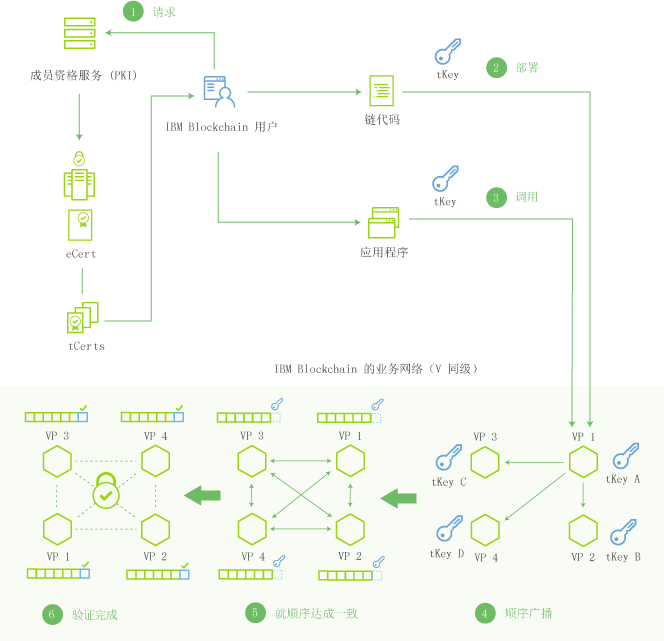 1 请求
成员资格服务 (PKI)
IBM Blockchain 用户
tKey
2 部署
链代码
tKey
3 调用
应用程序
eCert
tCerts
IBM Blockchain 的业务网络（V 同级）
VP 3
VP 4
VP 1
VP 2
6 验证完成
VP 3
VP 1
VP 4
VP 2
5 就顺序达成一致
VP 3
VP 1
tKey C
tKey A
tKey D
VP 4
VP 2
tKey B
4 顺序广播